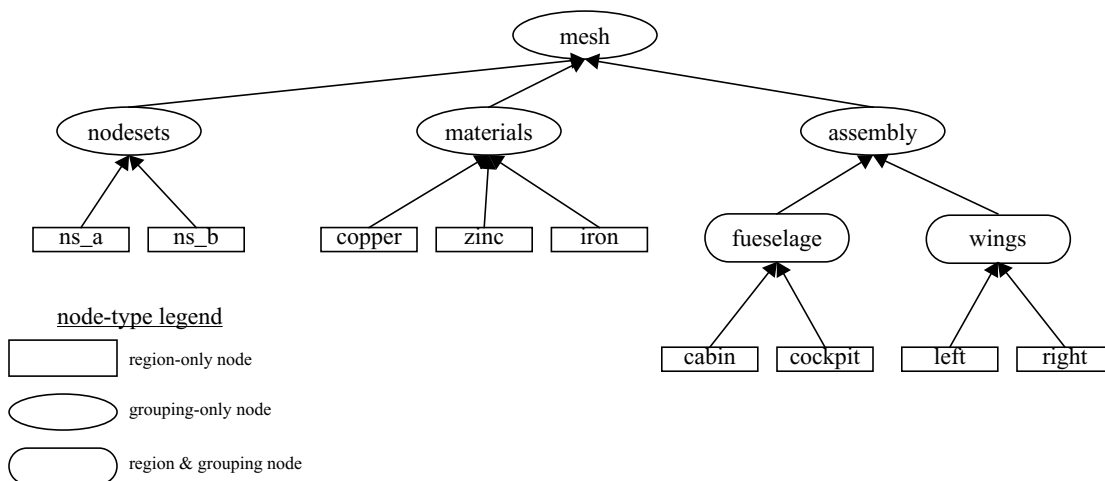 mesh
nodesets materials assembly
ns_a ns_b copper zinc iron fueselage wings
node-type legend
region-only node
cabin cockpit left right
grouping-only node
region & grouping node